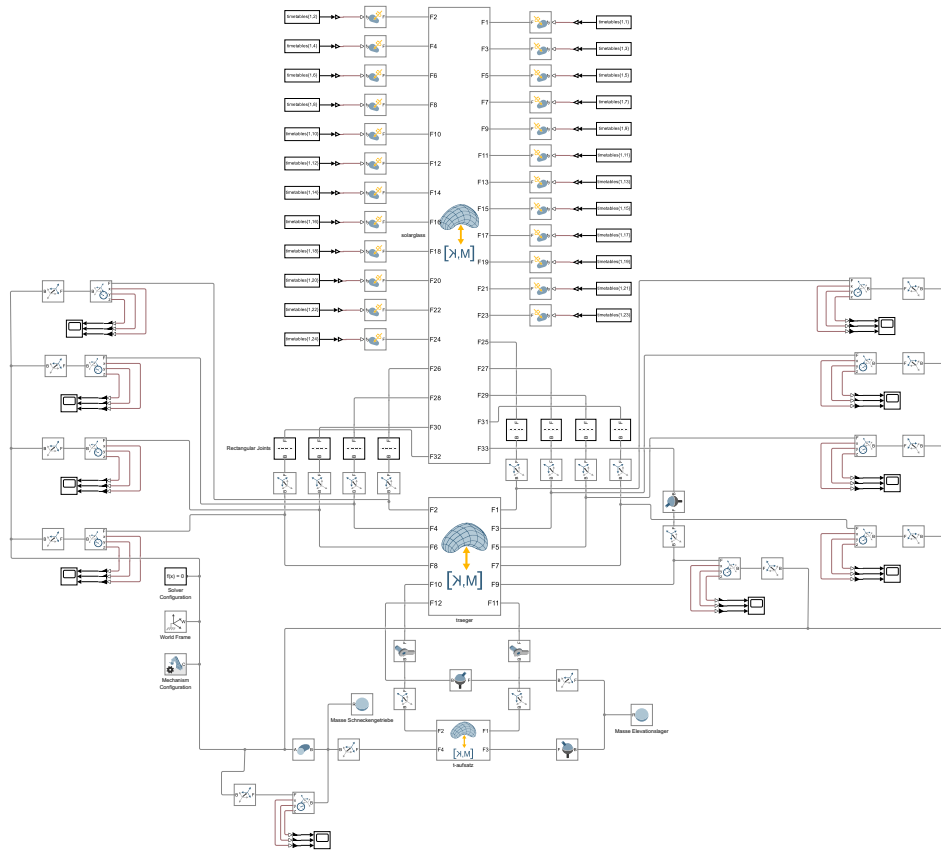 timetables(1,2)
F2
F1
timetables(1,1)
timetables(1,4)
F4
F3
timetables(1,3)
timetables(1,6)
F6
F5
timetables(1,5)
timetables(1,8)
F8
F7
timetables(1,7)
timetables(1,10)
F10
F9
timetables(1,9)
timetables(1,12)
F12
F11
timetables(1,11)
timetables(1,14)
F14
F13
timetables(1,13)
timetables(1,16)
F16
F15
timetables(1,15)
solarglass
timetables(1,18)
F18
F17
timetables(1,17)
[K,M]
timetables(1,20)
F20
F19
timetables(1,19)
timetables(1,22)
F22
F21
timetables(1,21)
timetables(1,24)
F24
F23
timetables(1,23)
F25
F26
F27
F28
F29
F30
F31
Rectangular Joints
F32
F33
F2
F1
F4
F3
F6
F5
F8
F7
[K,M]
F10
F9
F12
F11
traeger
f(x) = 0
Solver
Configuration
World Frame
Mechanism
Configuration
Masse Schneckengetriebe
Masse Elevationslager
F2
F1
F4
F3
[K,M]
t-aufsatz